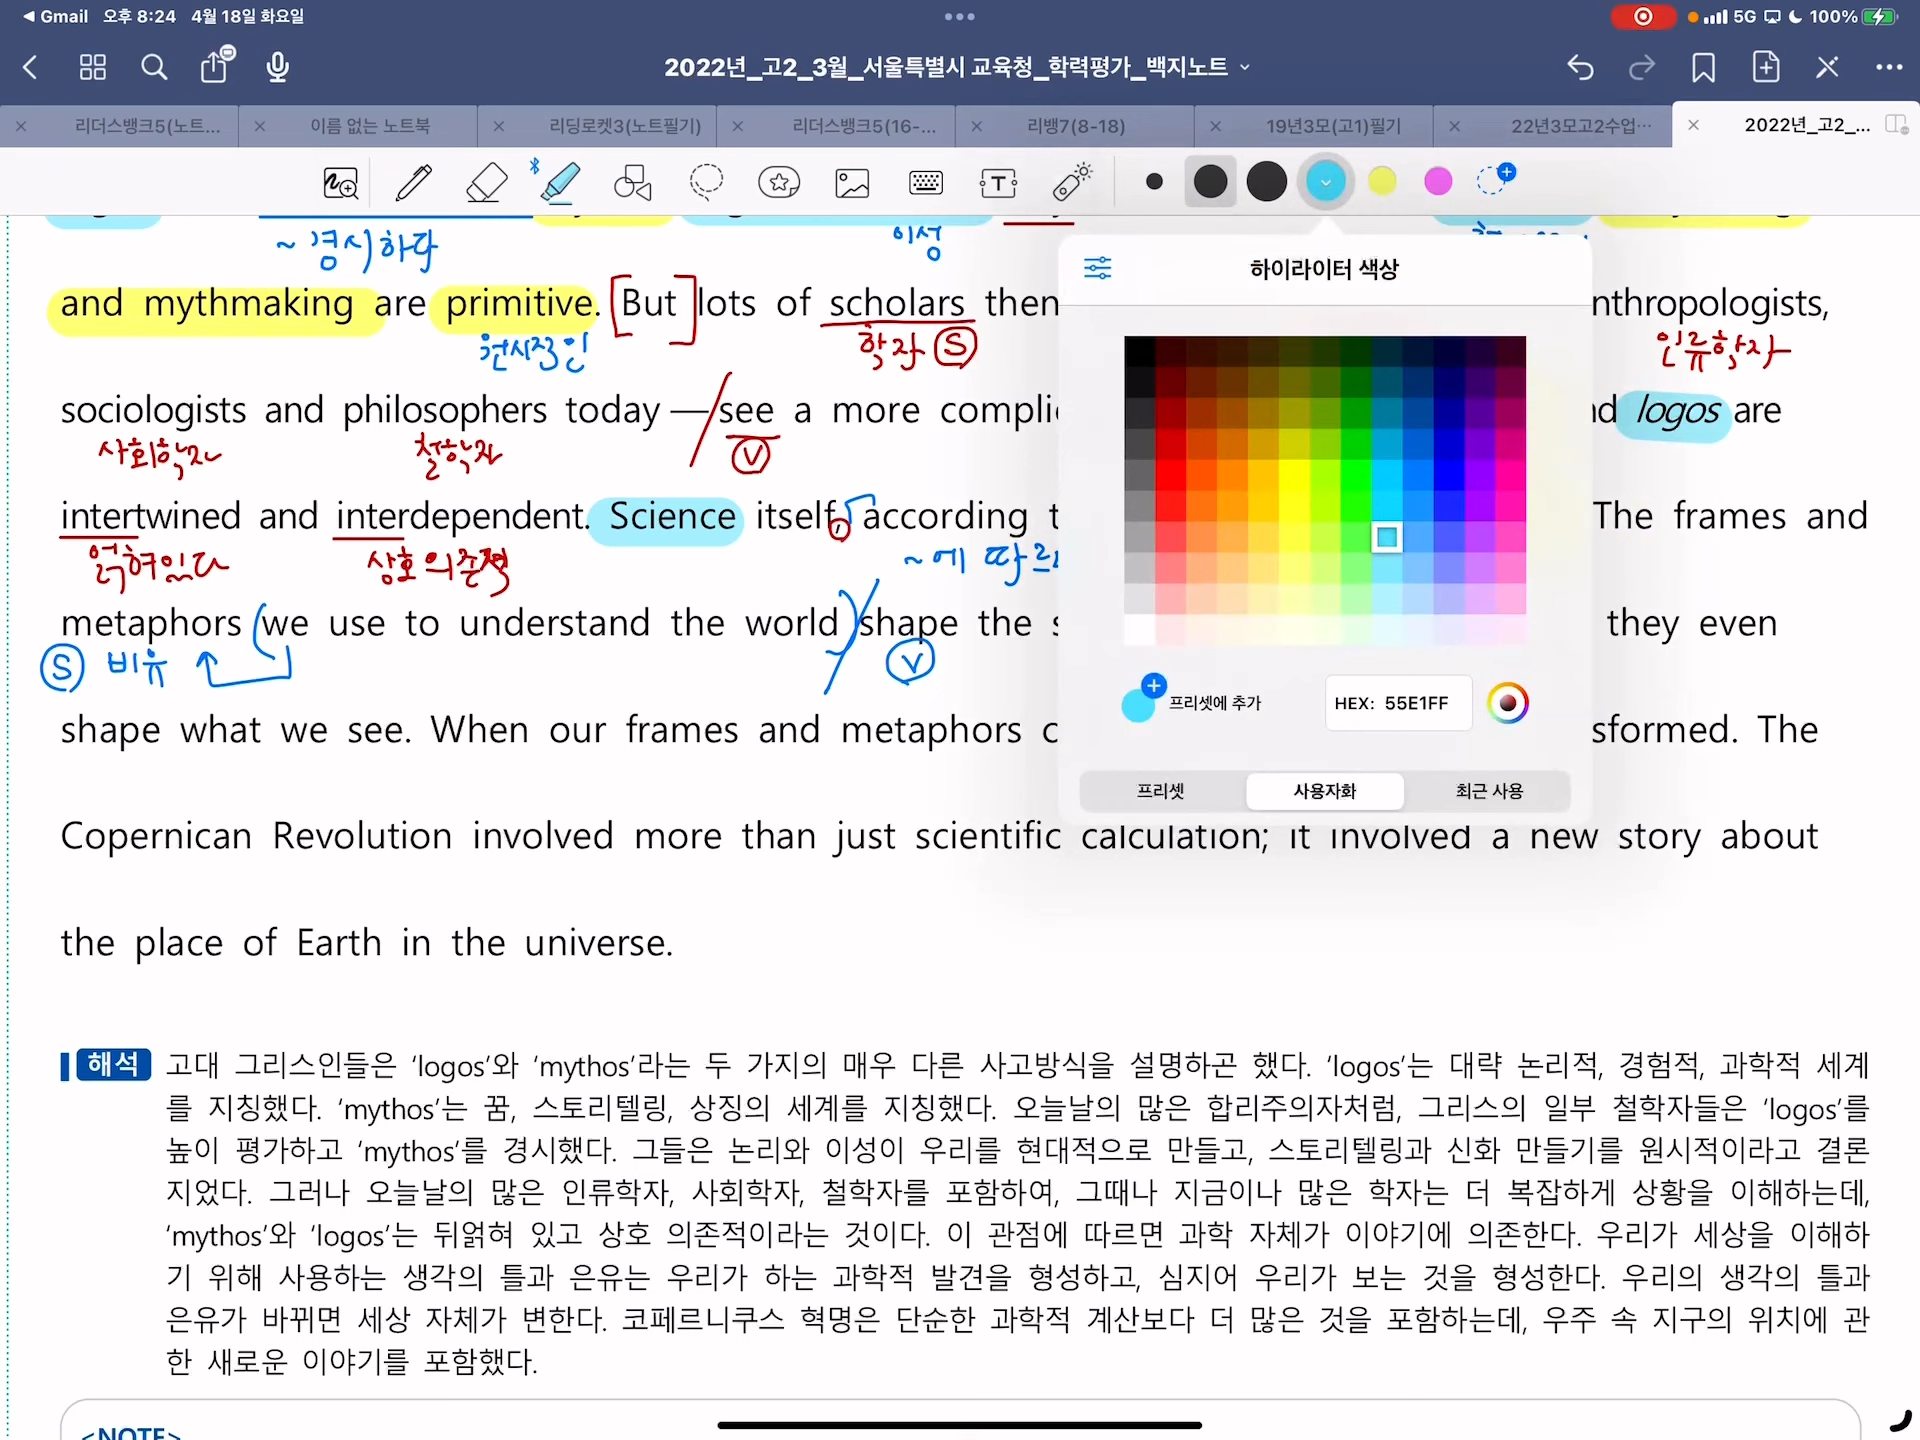 Gmail 오후 8:24 4월 18일 화요일 5G 100%
2022년_고2_3월_서울특별시 교육청_학력평가_백지노트
리더스뱅크5(노트... 이름 없는 노트북 리딩로켓3(노트필기) 리더스뱅크5(16-... 리뱅7(8-18) 19년3모(고1)필기 22년3모고2수업… 2022년_고2_...
~ 경시하다 이성
하이라이터 색상
and mythmaking are primitive. [But] lots of scholars then nthropologists,
원시적인 학자 S 인류학자
sociologists and philosophers today — see a more compli d logos are
사회학자 철학자 V
intertwined and interdependent. Science itself, according t The frames and
얽혀있다 상호의존적 ~에 따르
metaphors (we use to understand the world) shape the s they even
S 비유 V
프리셋에 추가 HEX: 55E1FF
shape what we see. When our frames and metaphors c sformed. The
프리셋 사용자화 최근 사용
Copernican Revolution involved more than just scientific calculation; it involved a new story about
the place of Earth in the universe.
해석 고대 그리스인들은 ‘logos’와 ‘mythos’라는 두 가지의 매우 다른 사고방식을 설명하곤 했다. ‘logos’는 대략 논리적, 경험적, 과학적 세계
를 지칭했다. ‘mythos’는 꿈, 스토리텔링, 상징의 세계를 지칭했다. 오늘날의 많은 합리주의자처럼, 그리스의 일부 철학자들은 ‘logos’를
높이 평가하고 ‘mythos’를 경시했다. 그들은 논리와 이성이 우리를 현대적으로 만들고, 스토리텔링과 신화 만들기를 원시적이라고 결론
지었다. 그러나 오늘날의 많은 인류학자, 사회학자, 철학자를 포함하여, 그때나 지금이나 많은 학자는 더 복잡하게 상황을 이해하는데,
‘mythos’와 ‘logos’는 뒤얽혀 있고 상호 의존적이라는 것이다. 이 관점에 따르면 과학 자체가 이야기에 의존한다. 우리가 세상을 이해하
기 위해 사용하는 생각의 틀과 은유는 우리가 하는 과학적 발견을 형성하고, 심지어 우리가 보는 것을 형성한다. 우리의 생각의 틀과
은유가 바뀌면 세상 자체가 변한다. 코페르니쿠스 혁명은 단순한 과학적 계산보다 더 많은 것을 포함하는데, 우주 속 지구의 위치에 관
한 새로운 이야기를 포함했다.
<NOTE>